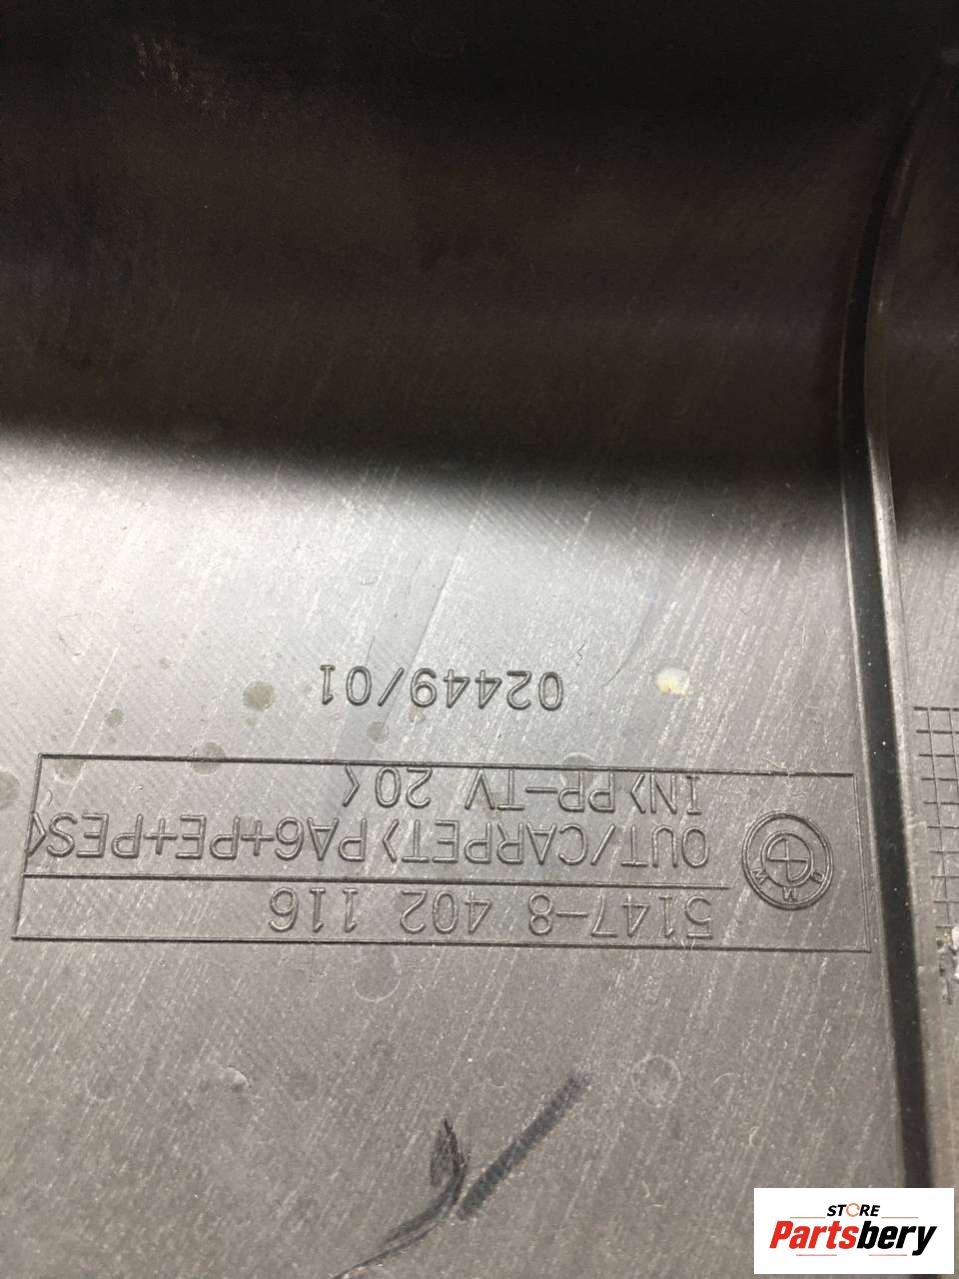 5147-8 402 116
OUT/CARPET>PA6+PE+PES<
IN>PP-TV 20<
BMW
02449/01
STORE
Partsbery